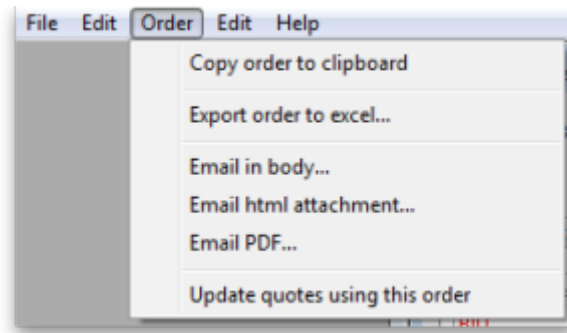 File Edit Order Edit Help
Copy order to clipboard
Export order to excel...
Email in body...
Email html attachment...
Email PDF...
Update quotes using this order